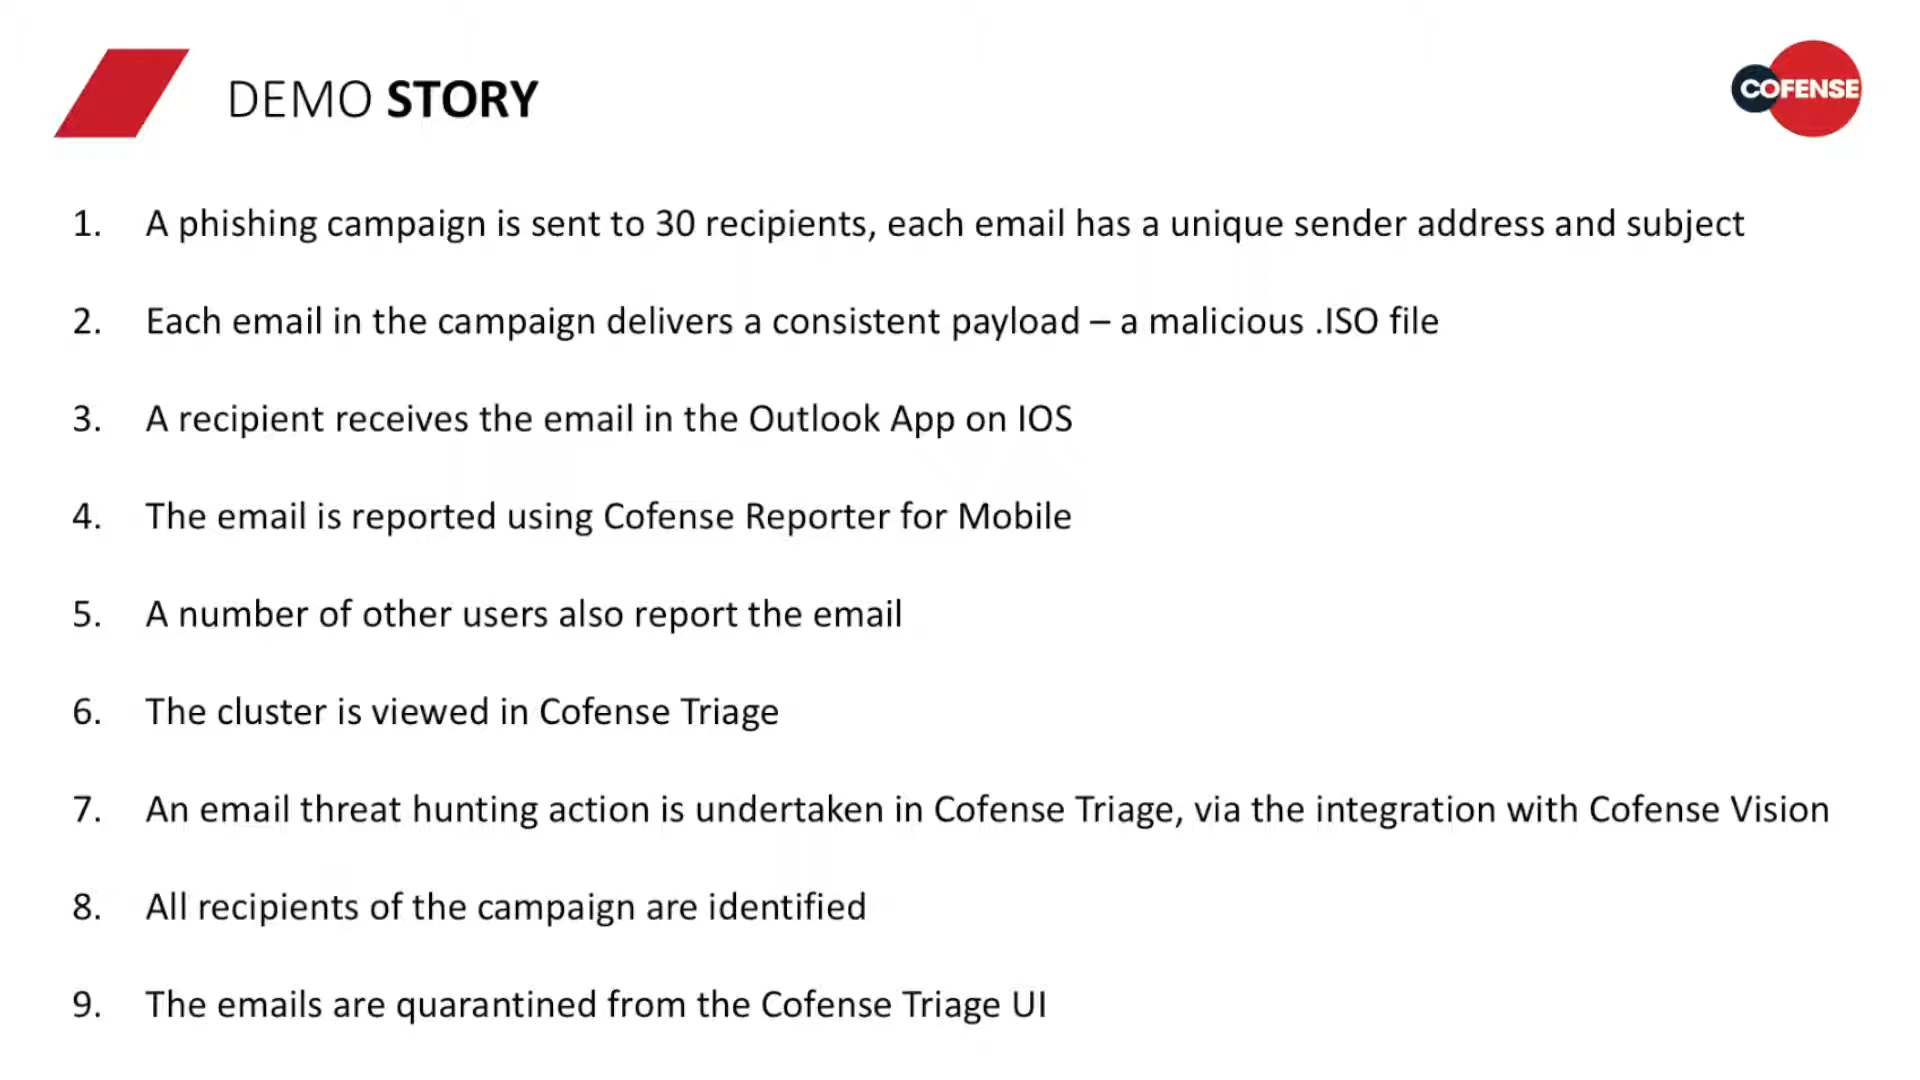 DEMO STORY
COFENSE
1. A phishing campaign is sent to 30 recipients, each email has a unique sender address and subject
2. Each email in the campaign delivers a consistent payload – a malicious .ISO file
3. A recipient receives the email in the Outlook App on IOS
4. The email is reported using Cofense Reporter for Mobile
5. A number of other users also report the email
6. The cluster is viewed in Cofense Triage
7. An email threat hunting action is undertaken in Cofense Triage, via the integration with Cofense Vision
8. All recipients of the campaign are identified
9. The emails are quarantined from the Cofense Triage UI